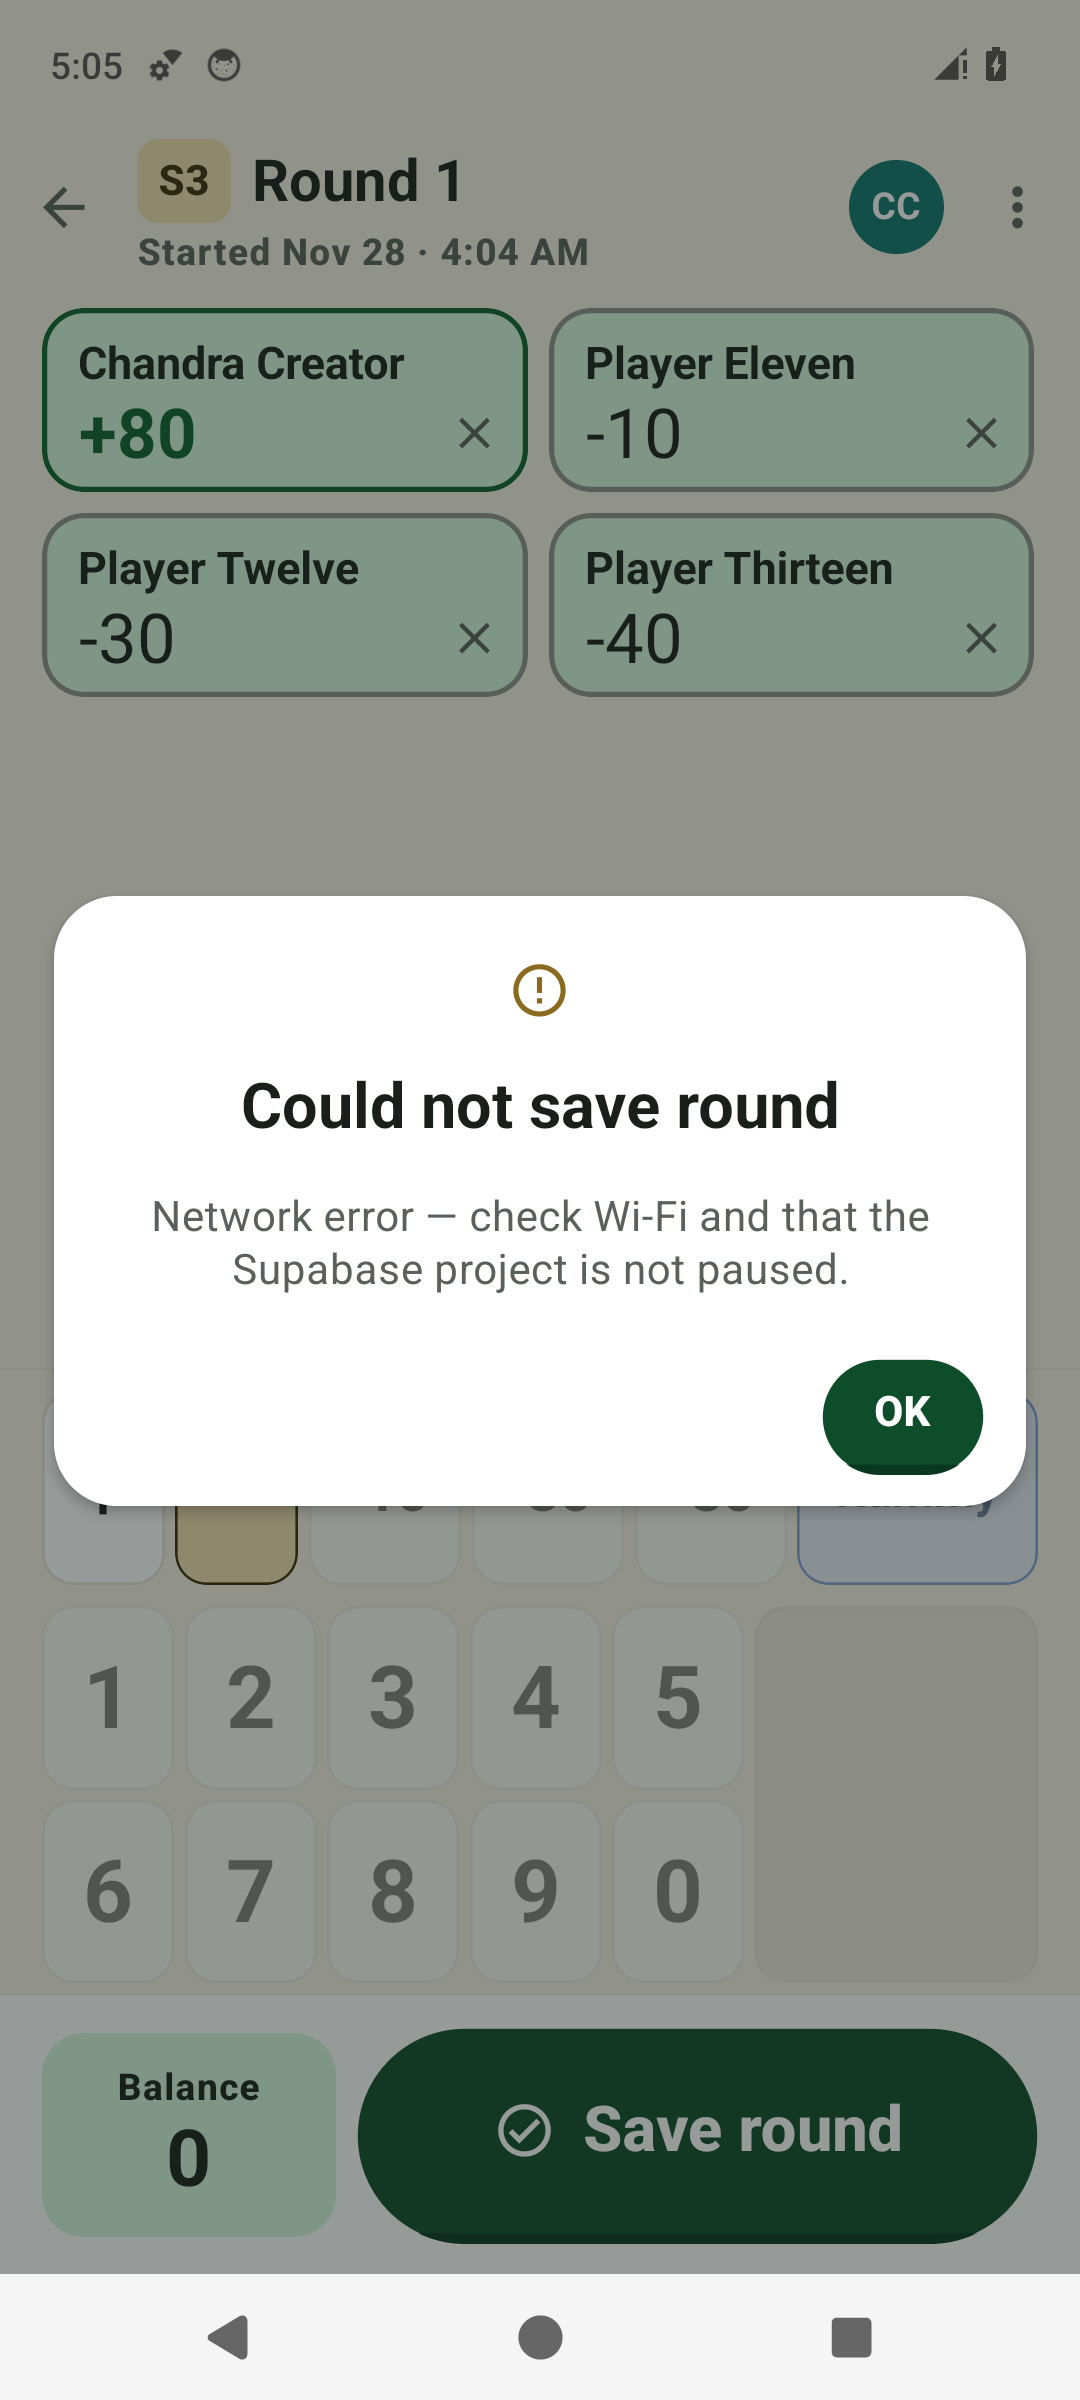 5:05
S3 Round 1
CC
Started Nov 28 · 4:04 AM
Chandra Creator
+80
Player Eleven
-10
Player Twelve
-30
Player Thirteen
-40
Could not save round
Network error — check Wi-Fi and that the
Supabase project is not paused.
OK
1 2 3 4 5
6 7 8 9 0
Balance
0
Save round